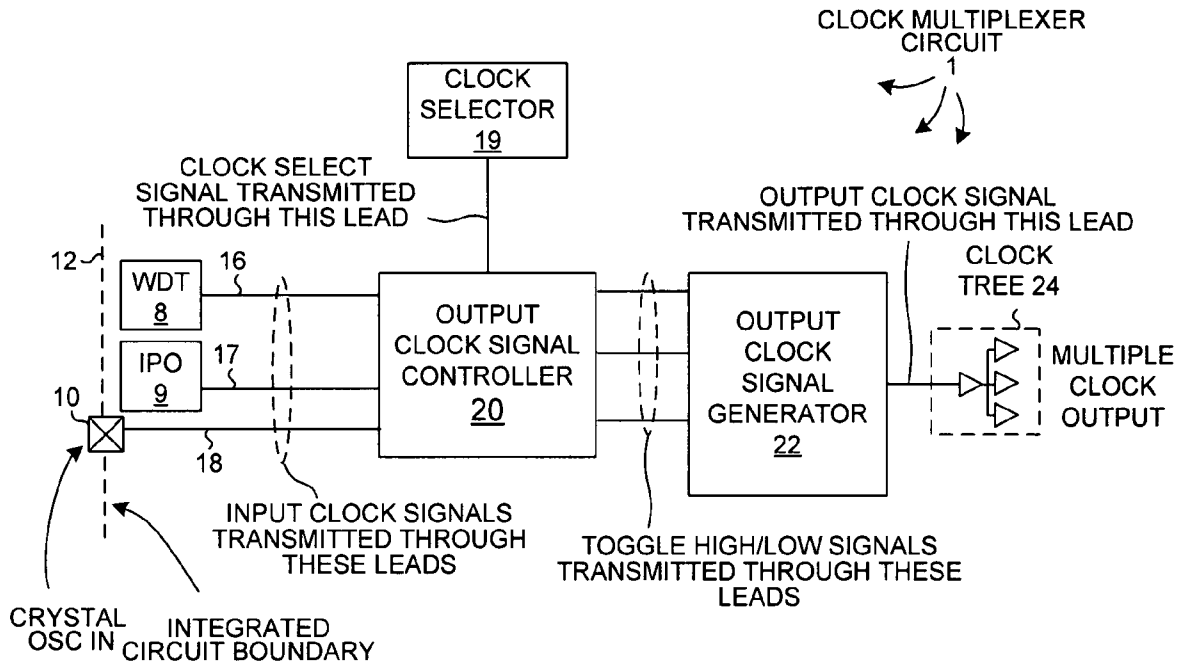 CLOCK MULTIPLEXER
CIRCUIT
1
CLOCK
SELECTOR
19
CLOCK SELECT
SIGNAL TRANSMITTED
THROUGH THIS LEAD
OUTPUT CLOCK SIGNAL
TRANSMITTED THROUGH THIS LEAD
CLOCK
TREE 24
12
WDT
8
16
IPO
9
17
10
18
OUTPUT
CLOCK SIGNAL
CONTROLLER
20
OUTPUT
CLOCK
SIGNAL
GENERATOR
22
MULTIPLE
CLOCK
OUTPUT
INPUT CLOCK SIGNALS
TRANSMITTED THROUGH
THESE LEADS
TOGGLE HIGH/LOW SIGNALS
TRANSMITTED THROUGH THESE
LEADS
CRYSTAL
OSC IN
INTEGRATED
CIRCUIT BOUNDARY